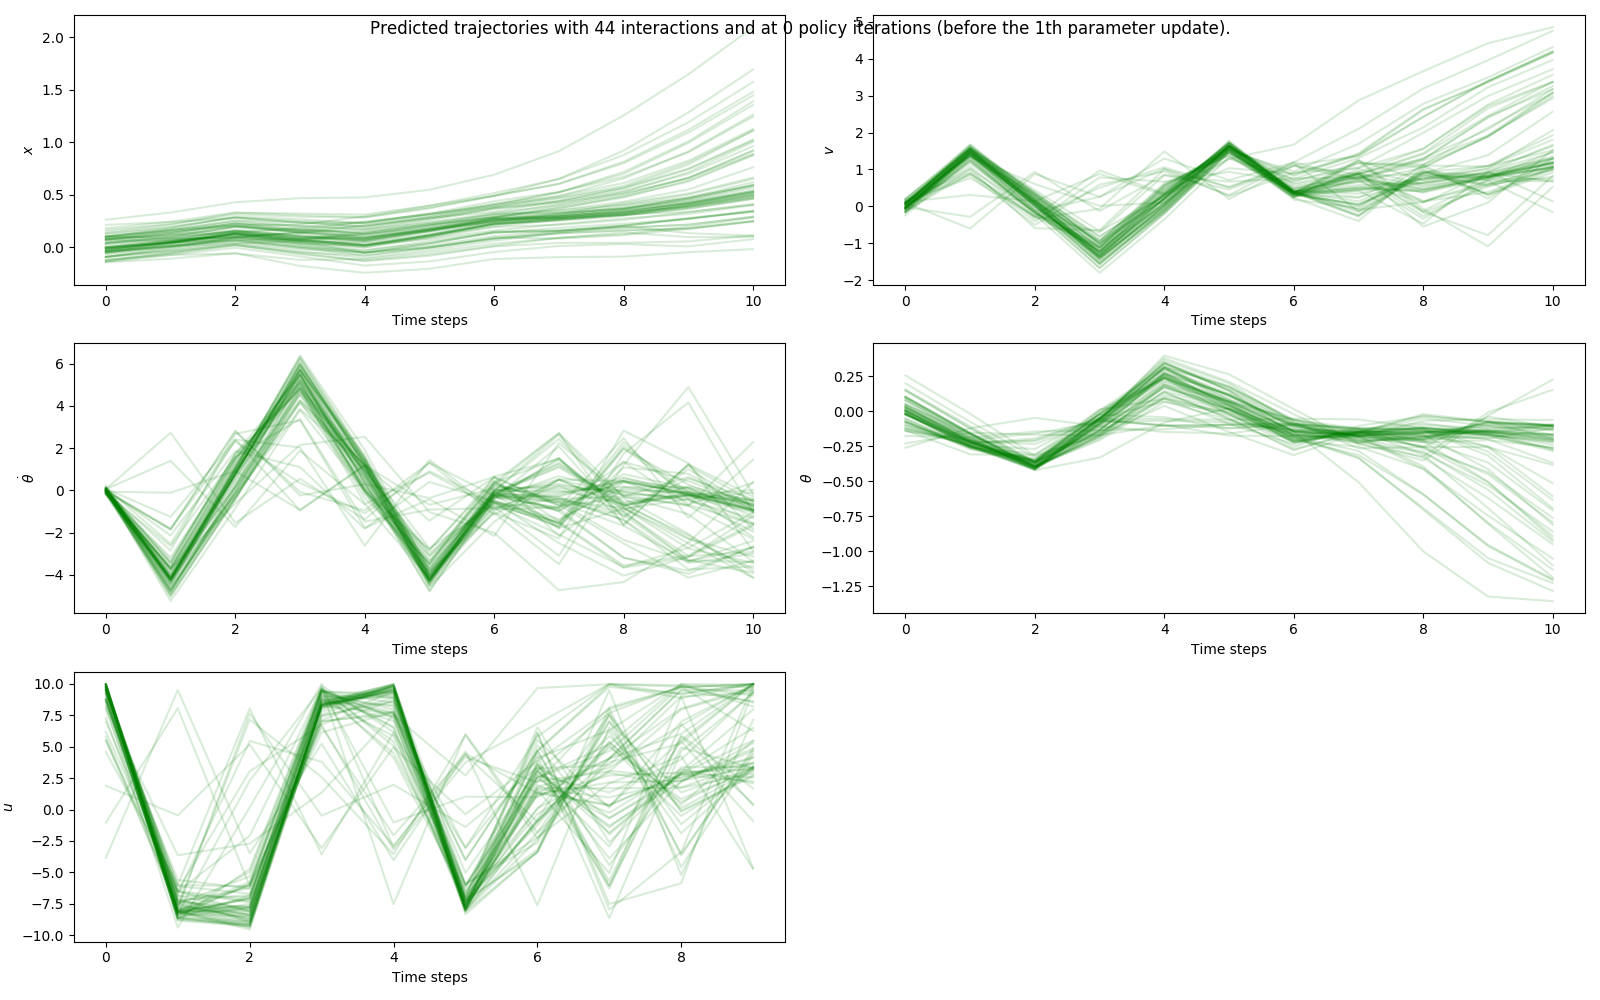 Predicted trajectories with 44 interactions and at 0 policy iterations (before the 1th parameter update).
2.0
1.5
1.0
0.5
0.0
x
0 2 4 6 8 10
Time steps
5
4
3
2
1
0
−1
−2
v
0 2 4 6 8 10
Time steps
6
4
2
0
−2
−4
θ̇
0 2 4 6 8 10
Time steps
0.25
0.00
−0.25
−0.50
−0.75
−1.00
−1.25
θ
0 2 4 6 8 10
Time steps
10.0
7.5
5.0
2.5
0.0
−2.5
−5.0
−7.5
−10.0
u
0 2 4 6 8
Time steps